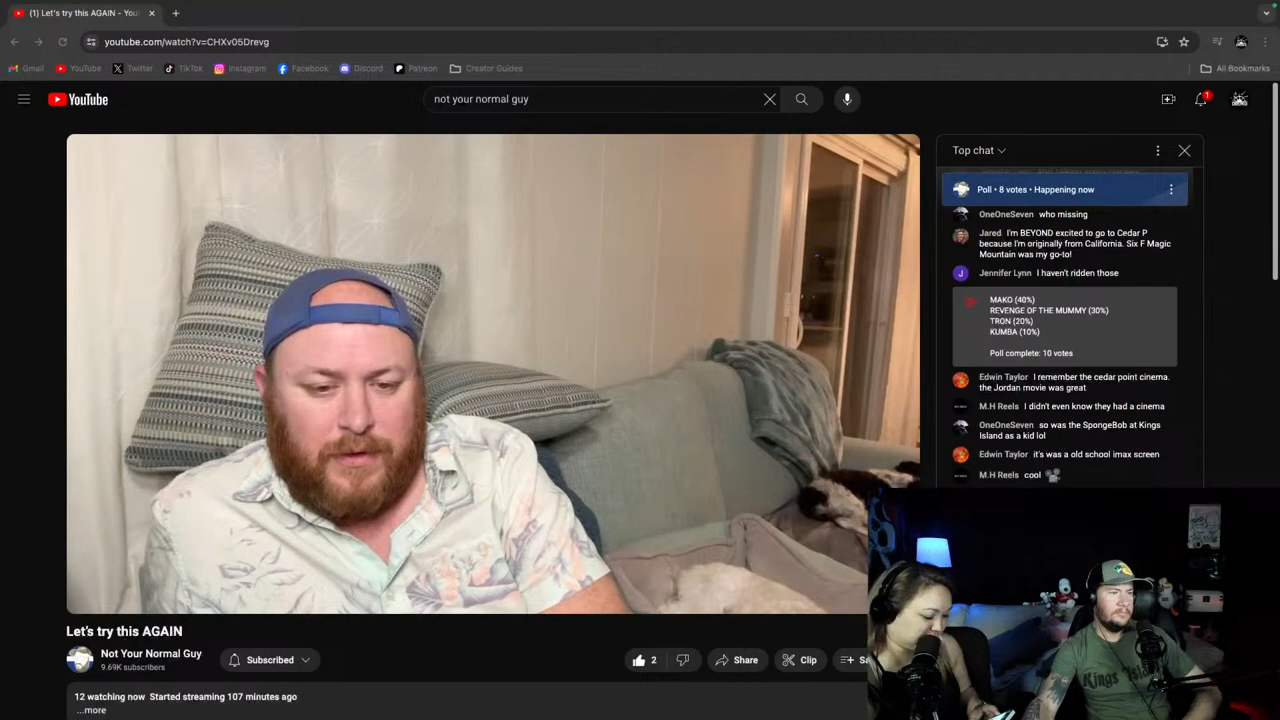 (1) Let's try this AGAIN - You
youtube.com/watch?v=CHXv05Drevg
Gmail YouTube Twitter TikTok Instagram Facebook Discord Patreon Creator Guides All Bookmarks
YouTube
not your normal guy
1
Top chat
Poll • 8 votes • Happening now
OneOneSeven who missing
Jared I'm BEYOND excited to go to Cedar P
because I'm originally from California. Six F Magic
Mountain was my go-to!
Jennifer Lynn I haven't ridden those
MAKO (40%)
REVENGE OF THE MUMMY (30%)
TRON (20%)
KUMBA (10%)
Poll complete: 10 votes
Edwin Taylor I remember the cedar point cinema.
the Jordan movie was great
M.H Reels I didn't even know they had a cinema
OneOneSeven so was the SpongeBob at Kings
Island as a kid lol
Edwin Taylor it's was a old school imax screen
M.H Reels cool
Let's try this AGAIN
Not Your Normal Guy
9.69K subscribers
Subscribed
2
Share
Clip
Sa
12 watching now Started streaming 107 minutes ago
...more
Kings Island